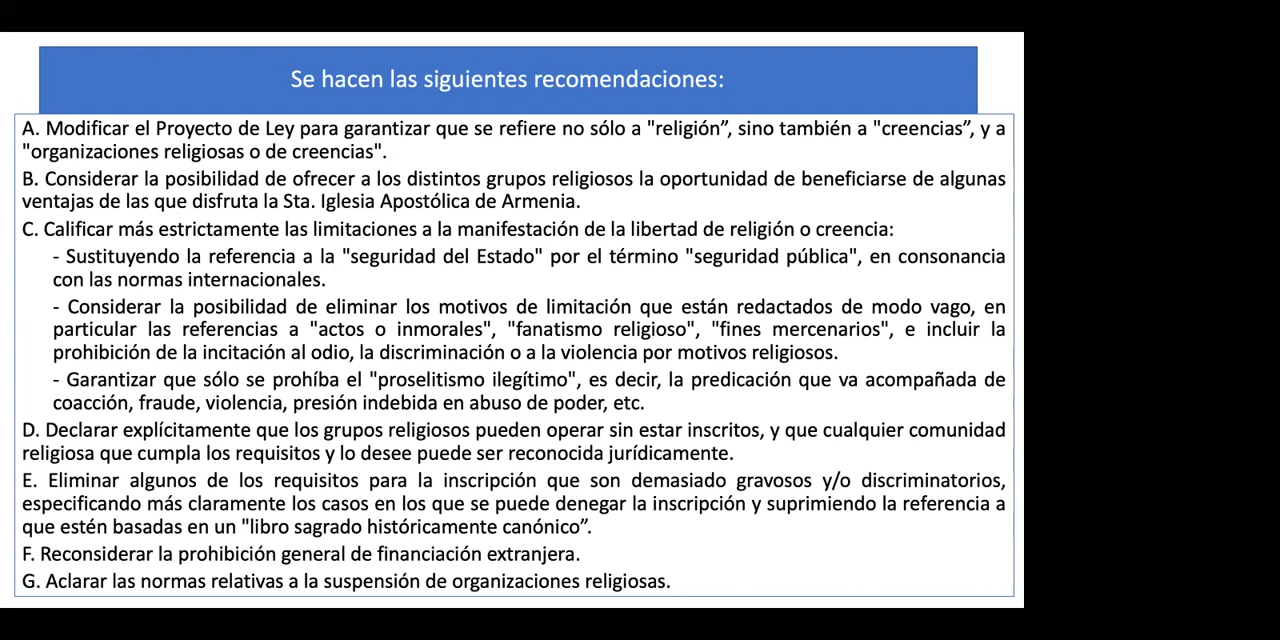 Se hacen las siguientes recomendaciones:
A. Modificar el Proyecto de Ley para garantizar que se refiere no sólo a "religión”, sino también a "creencias”, y a
"organizaciones religiosas o de creencias".
B. Considerar la posibilidad de ofrecer a los distintos grupos religiosos la oportunidad de beneficiarse de algunas
ventajas de las que disfruta la Sta. Iglesia Apostólica de Armenia.
C. Calificar más estrictamente las limitaciones a la manifestación de la libertad de religión o creencia:
- Sustituyendo la referencia a la "seguridad del Estado" por el término "seguridad pública", en consonancia
con las normas internacionales.
- Considerar la posibilidad de eliminar los motivos de limitación que están redactados de modo vago, en
particular las referencias a "actos o inmorales", "fanatismo religioso", "fines mercenarios", e incluir la
prohibición de la incitación al odio, la discriminación o a la violencia por motivos religiosos.
- Garantizar que sólo se prohíba el "proselitismo ilegítimo", es decir, la predicación que va acompañada de
coacción, fraude, violencia, presión indebida en abuso de poder, etc.
D. Declarar explícitamente que los grupos religiosos pueden operar sin estar inscritos, y que cualquier comunidad
religiosa que cumpla los requisitos y lo desee puede ser reconocida jurídicamente.
E. Eliminar algunos de los requisitos para la inscripción que son demasiado gravosos y/o discriminatorios,
especificando más claramente los casos en los que se puede denegar la inscripción y suprimiendo la referencia a
que estén basadas en un "libro sagrado históricamente canónico”.
F. Reconsiderar la prohibición general de financiación extranjera.
G. Aclarar las normas relativas a la suspensión de organizaciones religiosas.